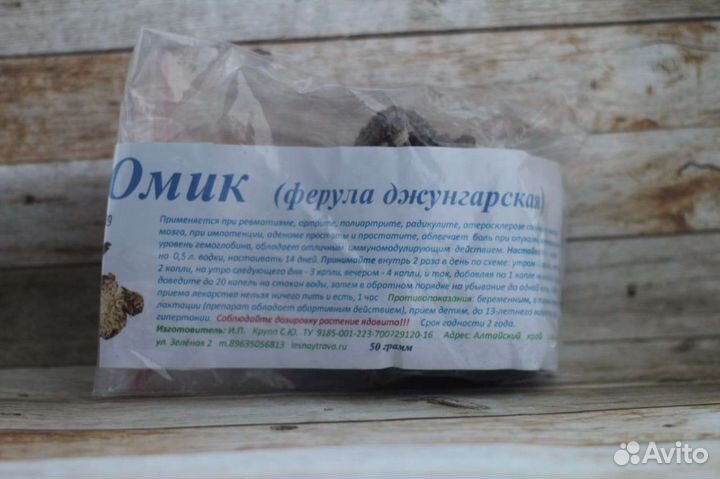 Омик (ферула джунгарская)
Применяется при ревматизме, артрите, полиартрите, радикулите, атеросклерозе
мозга, при импотенции, аденоме простаты и простатите, облегчает боль при
уровень гемоглобина, обладает отличным иммуномодулирующим действием.
на 0,5 л. водки, настаивать 14 дней. Принимайте внутрь 2 раза в день по схеме: утром
2 капли, на утро следующего дня - 3 капли, вечером - 4 капли, и так, добавляя по 1 капле
доведите до 20 капель на стакан воды, затем в обратном порядке на убывание до одной
приема лекарства нельзя ничего пить и есть, 1 час Противопоказания: беременным, в
лактации (препарат обладает абортивным действием), прием детям, до 13-летнего
гипертонии. Соблюдайте дозировку растение ядовито!!! Срок годности 2 года.
Изготовитель: И.П. Крупа С.Ю. ТУ 9185-001-223-700729120-16 Адрес: Алтайский край
ул. Зелёная 2 т.89635056813 lesnaytrava.ru 50 грамм
Avito